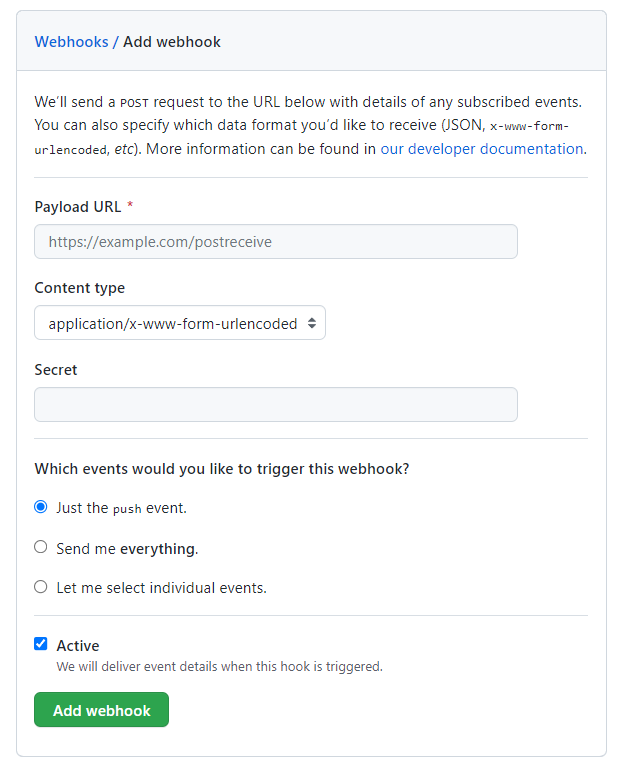 Webhooks / Add webhook
We'll send a POST request to the URL below with details of any subscribed events.
You can also specify which data format you'd like to receive (JSON, x-www-form-
urlencoded, etc). More information can be found in our developer documentation.
Payload URL *
https://example.com/postreceive
Content type
application/x-www-form-urlencoded
Secret
Which events would you like to trigger this webhook?
Just the push event.
Send me everything.
Let me select individual events.
Active
We will deliver event details when this hook is triggered.
Add webhook